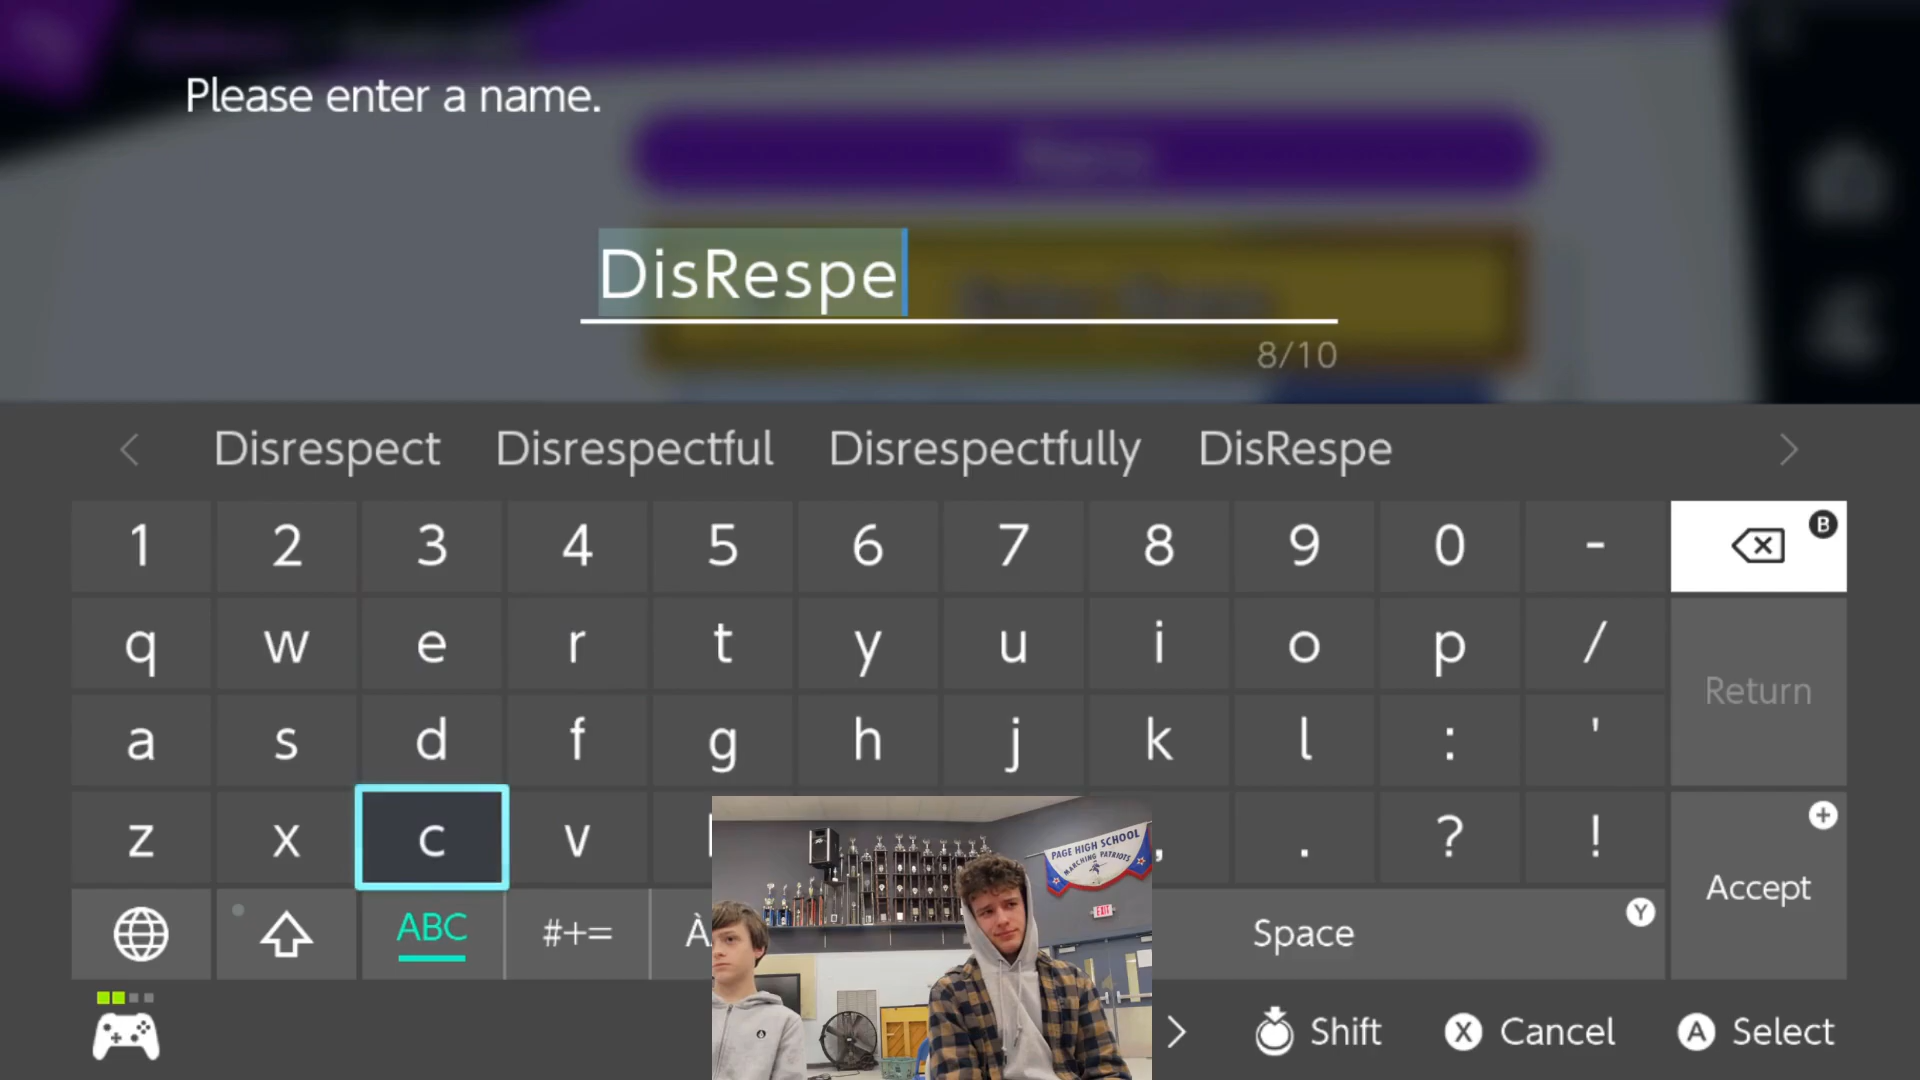 Please enter a name.
DisRespe
8/10
< Disrespect Disrespectful Disrespectfully DisRespe >
1 2 3 4 5 6 7 8 9 0 - B
q w e r t y u i o p /
Return
a s d f g h j k l : '
z x c v , . ? ! +
PAGE HIGH SCHOOL
MARCHING PATRIOTS
EXIT
Accept
ABC #+= Space Y
> Shift X Cancel A Select